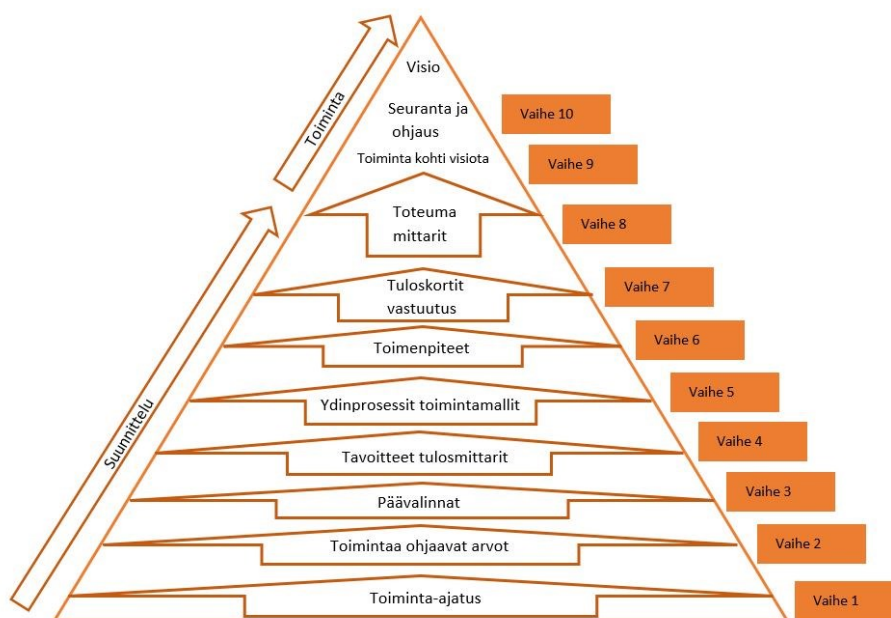 Visio
Toiminta
Seuranta ja
ohjaus
Vaihe 10
Toiminta kohti visiota
Vaihe 9
Toteuma
mittarit
Vaihe 8
Tuloskortit
vastuutus
Vaihe 7
Toimenpiteet
Vaihe 6
Suunnittelu
Ydinprosessit toimintamallit
Vaihe 5
Tavoitteet tulosmittarit
Vaihe 4
Päävalinnat
Vaihe 3
Toimintaa ohjaavat arvot
Vaihe 2
Toiminta-ajatus
Vaihe 1